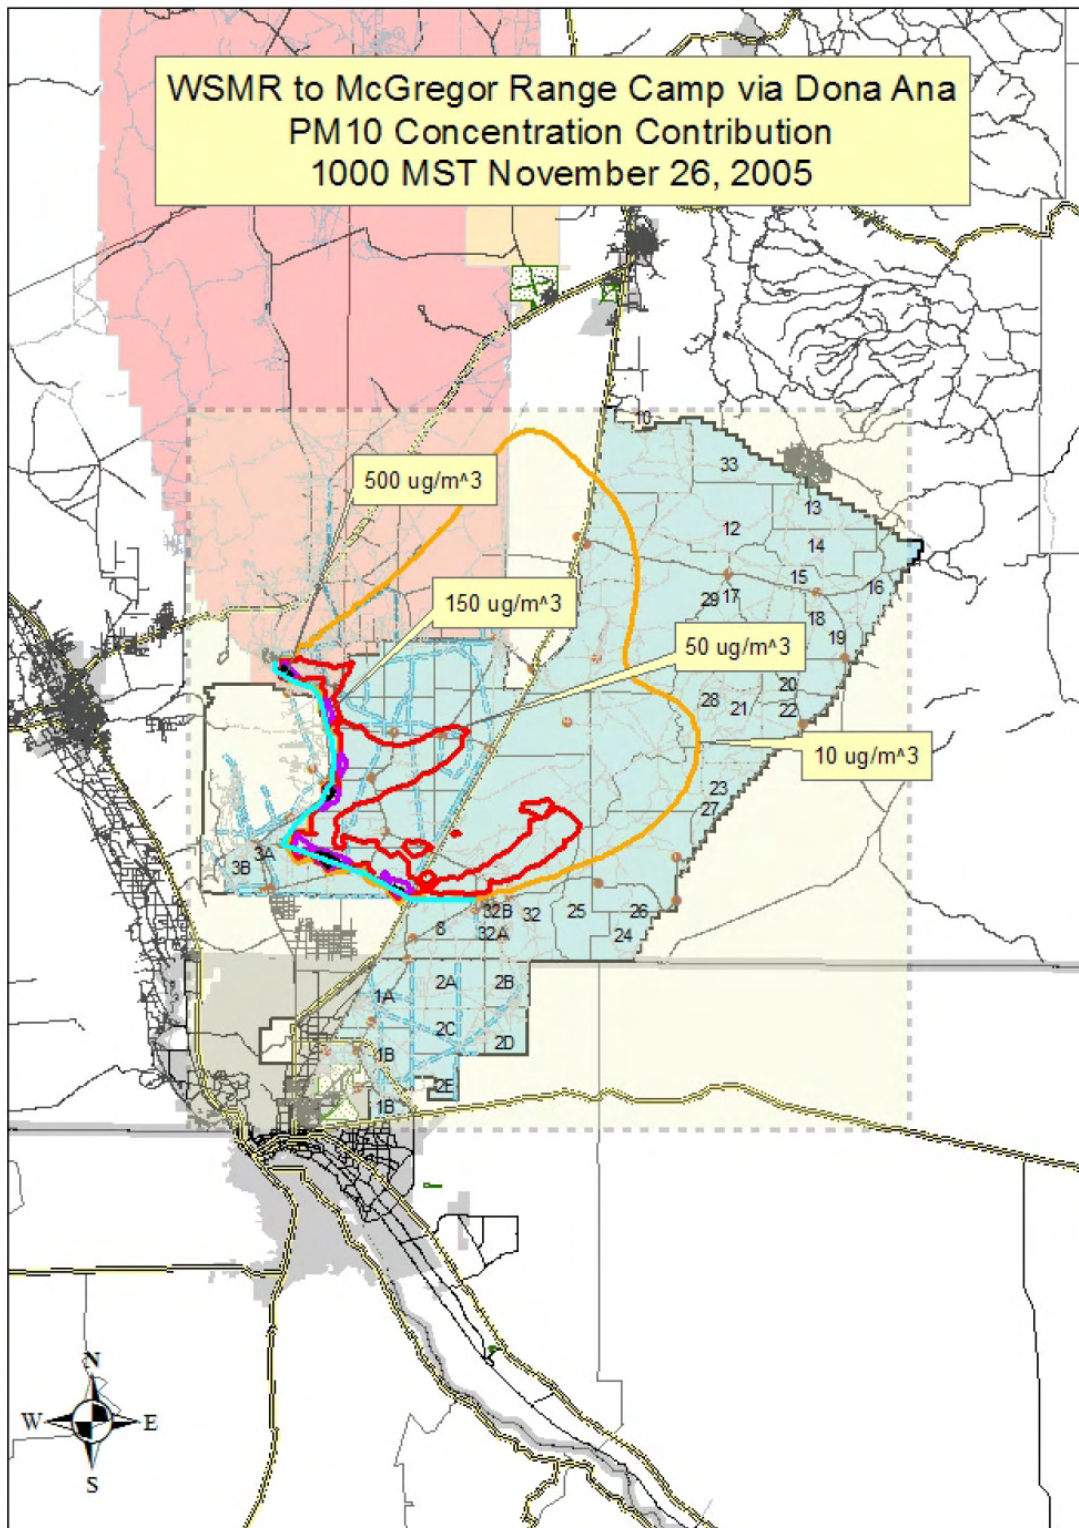 WSMR to McGregor Range Camp via Dona Ana
PM10 Concentration Contribution
1000 MST November 26, 2005
10
33
500 ug/m^3
13
12
14
15
16
150 ug/m^3
29
17
18
19
50 ug/m^3
20
28
21
22
10 ug/m^3
23
27
3A
3B
32B
32
25
26
8
32A
24
2A
2B
1A
2C
2D
1B
2E
1B
N
W
E
S